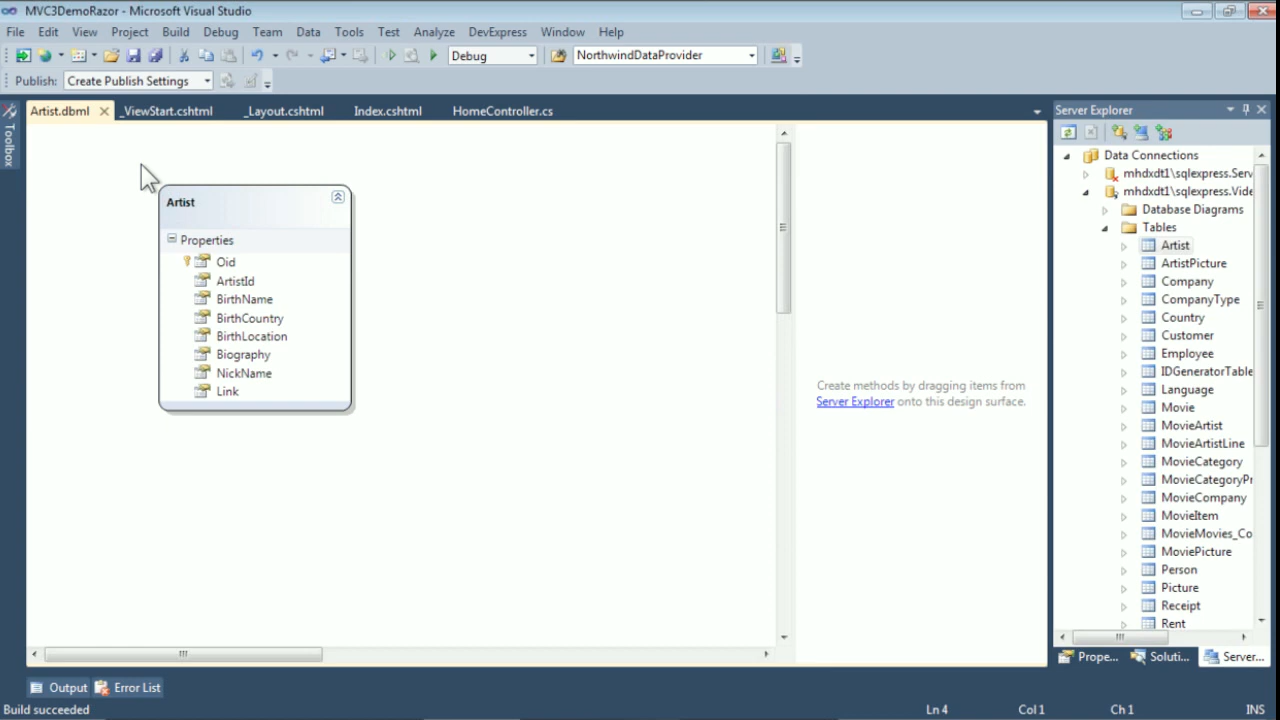 MVC3DemoRazor - Microsoft Visual Studio
File Edit View Project Build Debug Team Data Tools Test Analyze DevExpress Window Help
Debug NorthwindDataProvider
Publish: Create Publish Settings
Artist.dbml _ViewStart.cshtml _Layout.cshtml Index.cshtml HomeController.cs
Toolbox
Artist
Properties
Oid
ArtistId
BirthName
BirthCountry
BirthLocation
Biography
NickName
Link
Create methods by dragging items from
Server Explorer onto this design surface.
Server Explorer
Data Connections
mhdxdt1\sqlexpress.Serv
mhdxdt1\sqlexpress.Vide
Database Diagrams
Tables
Artist
ArtistPicture
Company
CompanyType
Country
Customer
Employee
IDGeneratorTable
Language
Movie
MovieArtist
MovieArtistLine
MovieCategory
MovieCategoryPr
MovieCompany
MovieItem
MovieMovies_Co
MoviePicture
Person
Picture
Receipt
Rent
Prope... Soluti... Server...
Output Error List
Build succeeded Ln 4 Col 1 Ch 1 INS